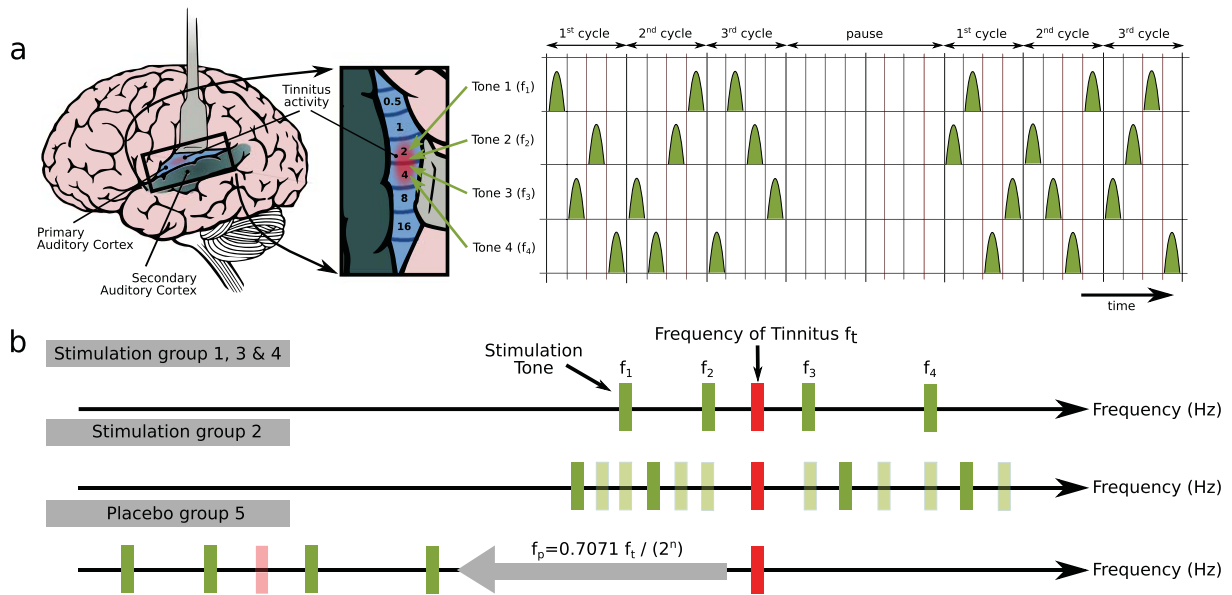 a
1st cycle 2nd cycle 3rd cycle pause 1st cycle 2nd cycle 3rd cycle
Tinnitus
activity
0.5
1
2
4
8
16
Tone 1 (f1)
Tone 2 (f2)
Tone 3 (f3)
Tone 4 (f4)
Primary
Auditory Cortex
Secondary
Auditory Cortex
time
b
Stimulation group 1, 3 & 4
Stimulation
Tone
Frequency of Tinnitus ft
f1 f2 f3 f4
Frequency (Hz)
Stimulation group 2
Frequency (Hz)
Placebo group 5
fp=0.7071 ft / (2n)
Frequency (Hz)